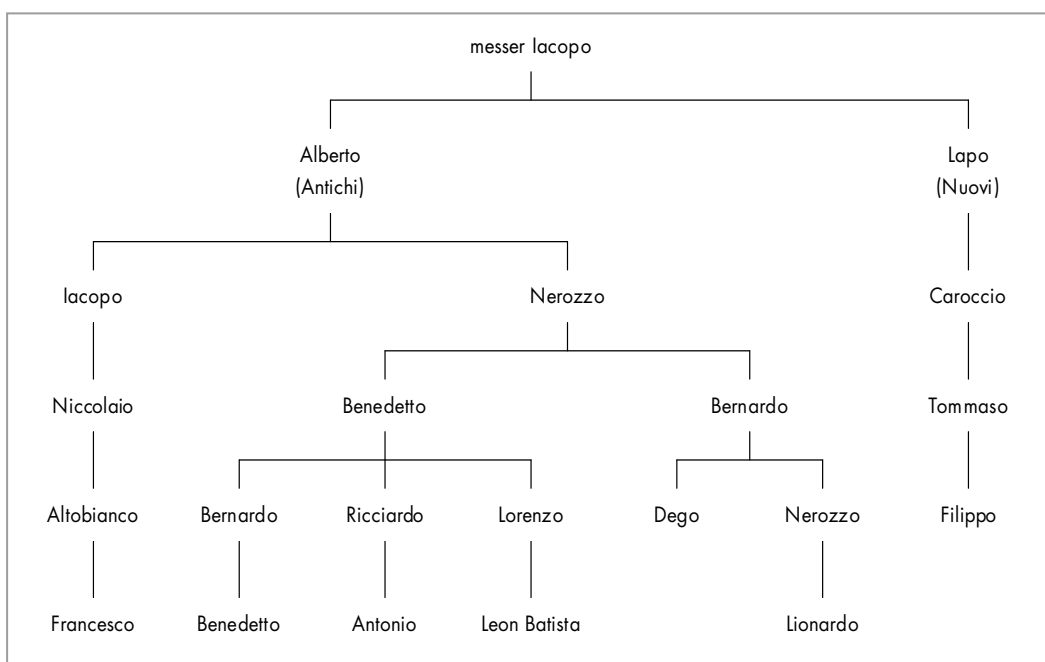 messer Iacopo
Alberto
(Antichi)
Lapo
(Nuovi)
Iacopo
Nerozzo
Caroccio
Niccolaio
Benedetto
Bernardo
Tommaso
Altobianco
Bernardo
Ricciardo
Lorenzo
Dego
Nerozzo
Filippo
Francesco
Benedetto
Antonio
Leon Batista
Lionardo